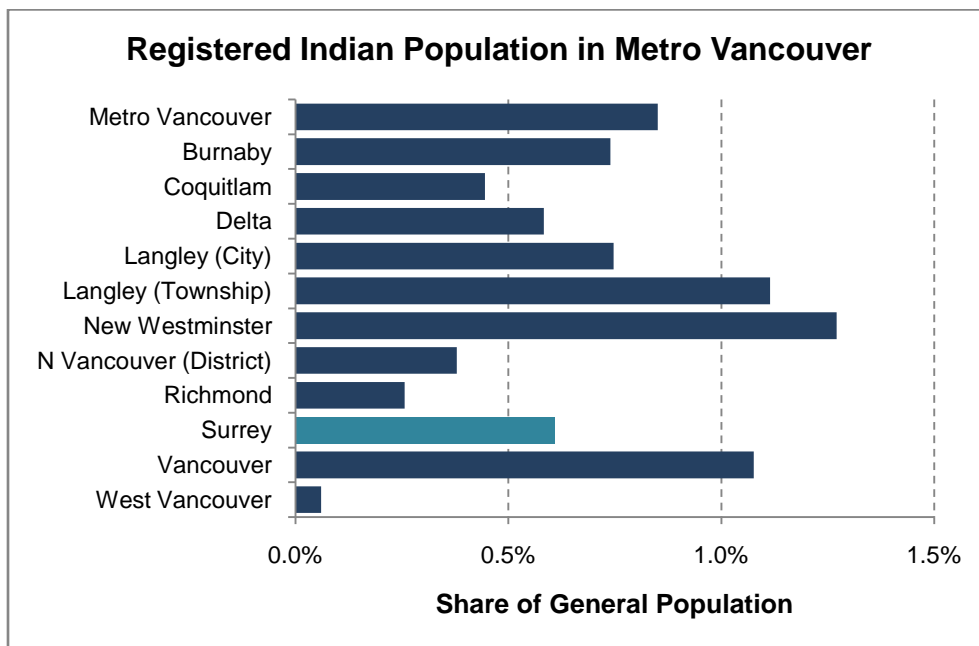 Registered Indian Population in Metro Vancouver
Metro Vancouver
Burnaby
Coquitlam
Delta
Langley (City)
Langley (Township)
New Westminster
N Vancouver (District)
Richmond
Surrey
Vancouver
West Vancouver
0.0% 0.5% 1.0% 1.5%
Share of General Population